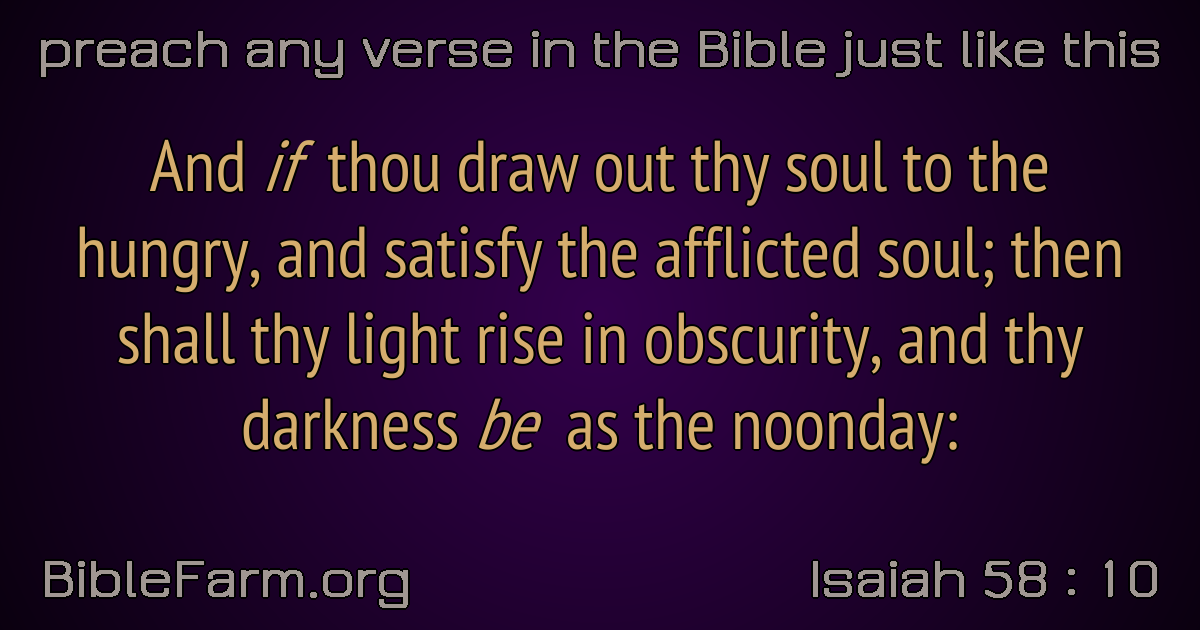 preach any verse in the Bible just like this
And if thou draw out thy soul to the
hungry, and satisfy the afflicted soul; then
shall thy light rise in obscurity, and thy
darkness be as the noonday:
BibleFarm.org
Isaiah 58 : 10